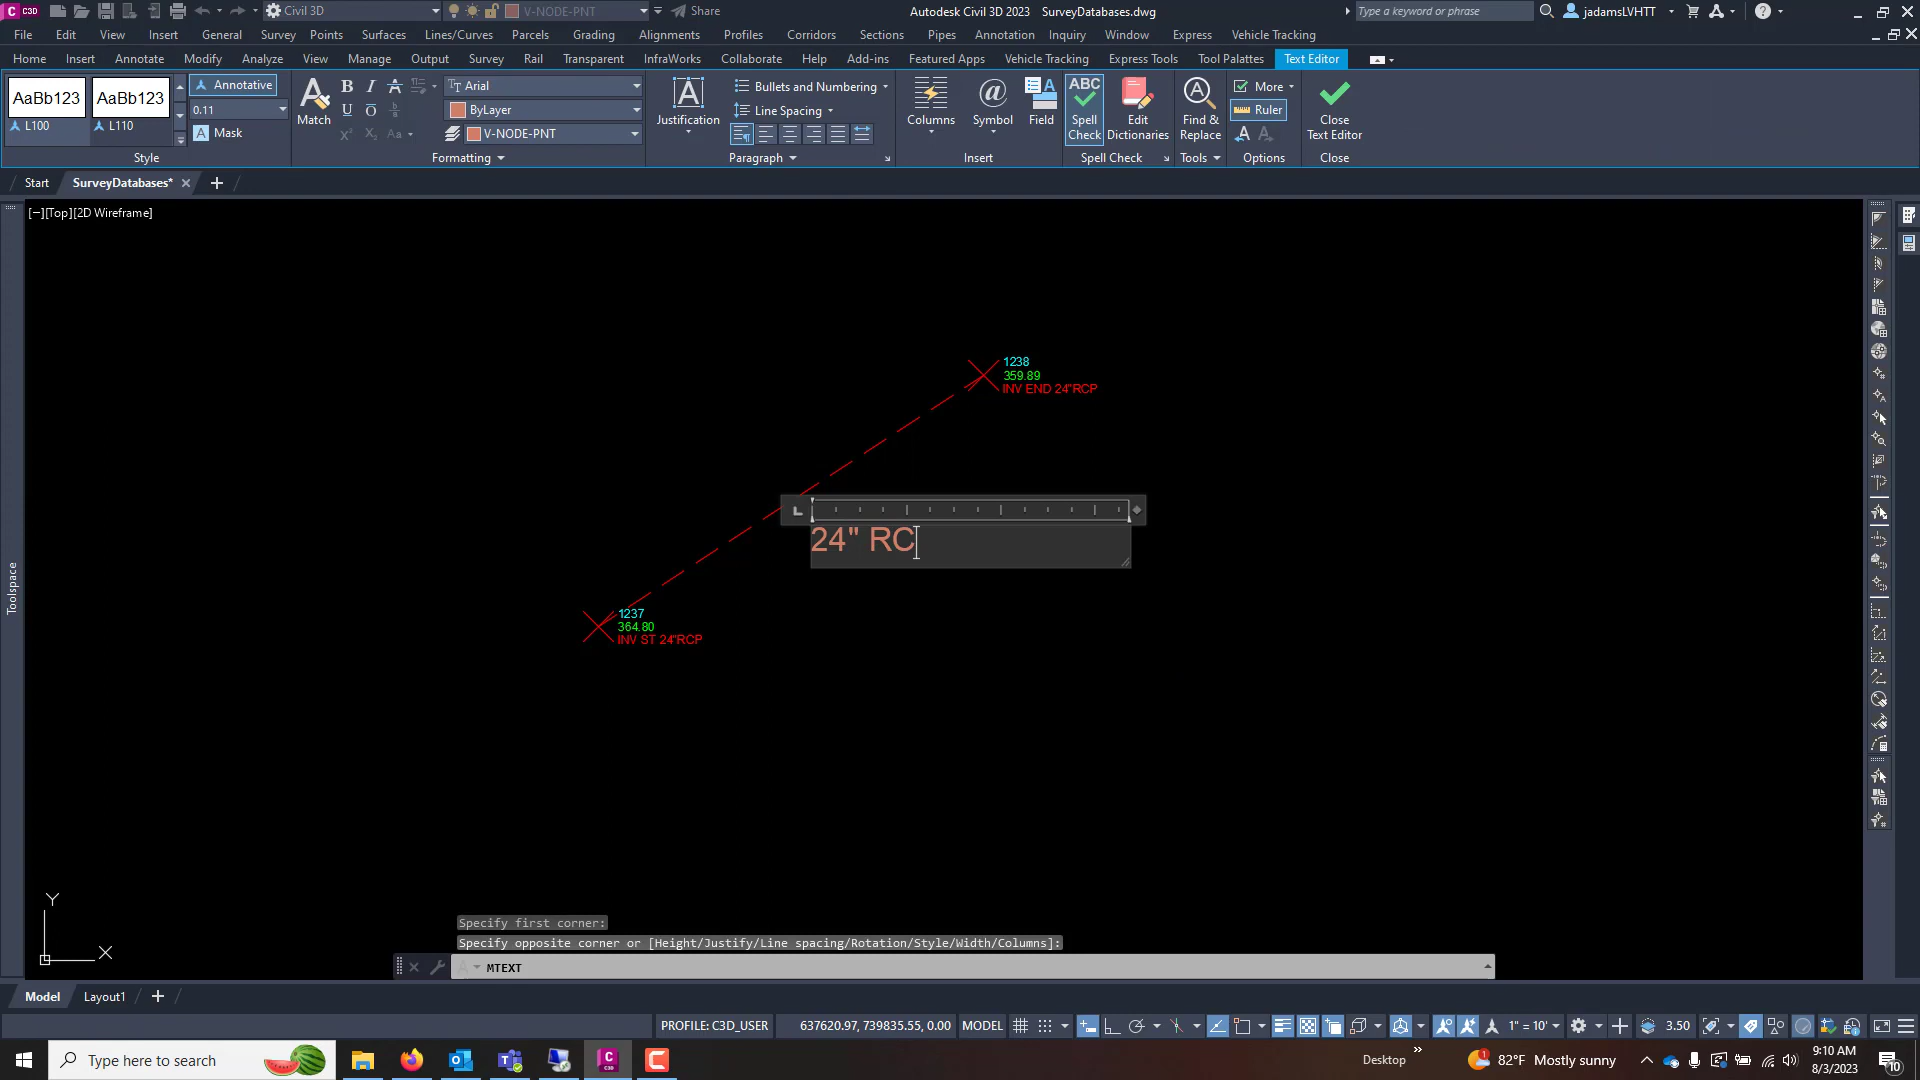 C3D
Civil 3D
V-NODE-PNT
Share
Autodesk Civil 3D 2023 SurveyDatabases.dwg
Type a keyword or phrase
jadamsLVHTT
File Edit View Insert General Survey Points Surfaces Lines/Curves Parcels Grading Alignments Profiles Corridors Sections Pipes Annotation Inquiry Window Express Vehicle Tracking
Home Insert Annotate Modify Analyze View Manage Output Survey Rail Transparent InfraWorks Collaborate Help Add-ins Featured Apps Vehicle Tracking Express Tools Tool Palettes Text Editor
AaBb123 AaBb123
L100 L110
Annotative
0.11
Mask
Style
Match
Arial
ByLayer
V-NODE-PNT
Formatting
Justification
Bullets and Numbering
Line Spacing
Paragraph
Columns Symbol Field
Insert
ABC
Spell Check
Edit Dictionaries
Spell Check
Find & Replace
Tools
More
Ruler
Options
Close Text Editor
Close
Start SurveyDatabases*
[−][Top][2D Wireframe]
Toolspace
1238
359.89
INV END 24"RCP
24" RC
1237
364.80
INV ST 24"RCP
Y
X
Specify first corner:
Specify opposite corner or [Height/Justify/Line spacing/Rotation/Style/Width/Columns]:
MTEXT
Model Layout1
PROFILE: C3D_USER 637620.97, 739835.55, 0.00 MODEL 1" = 10' 3.50
Type here to search
Desktop
82°F Mostly sunny
9:10 AM
8/3/2023
10